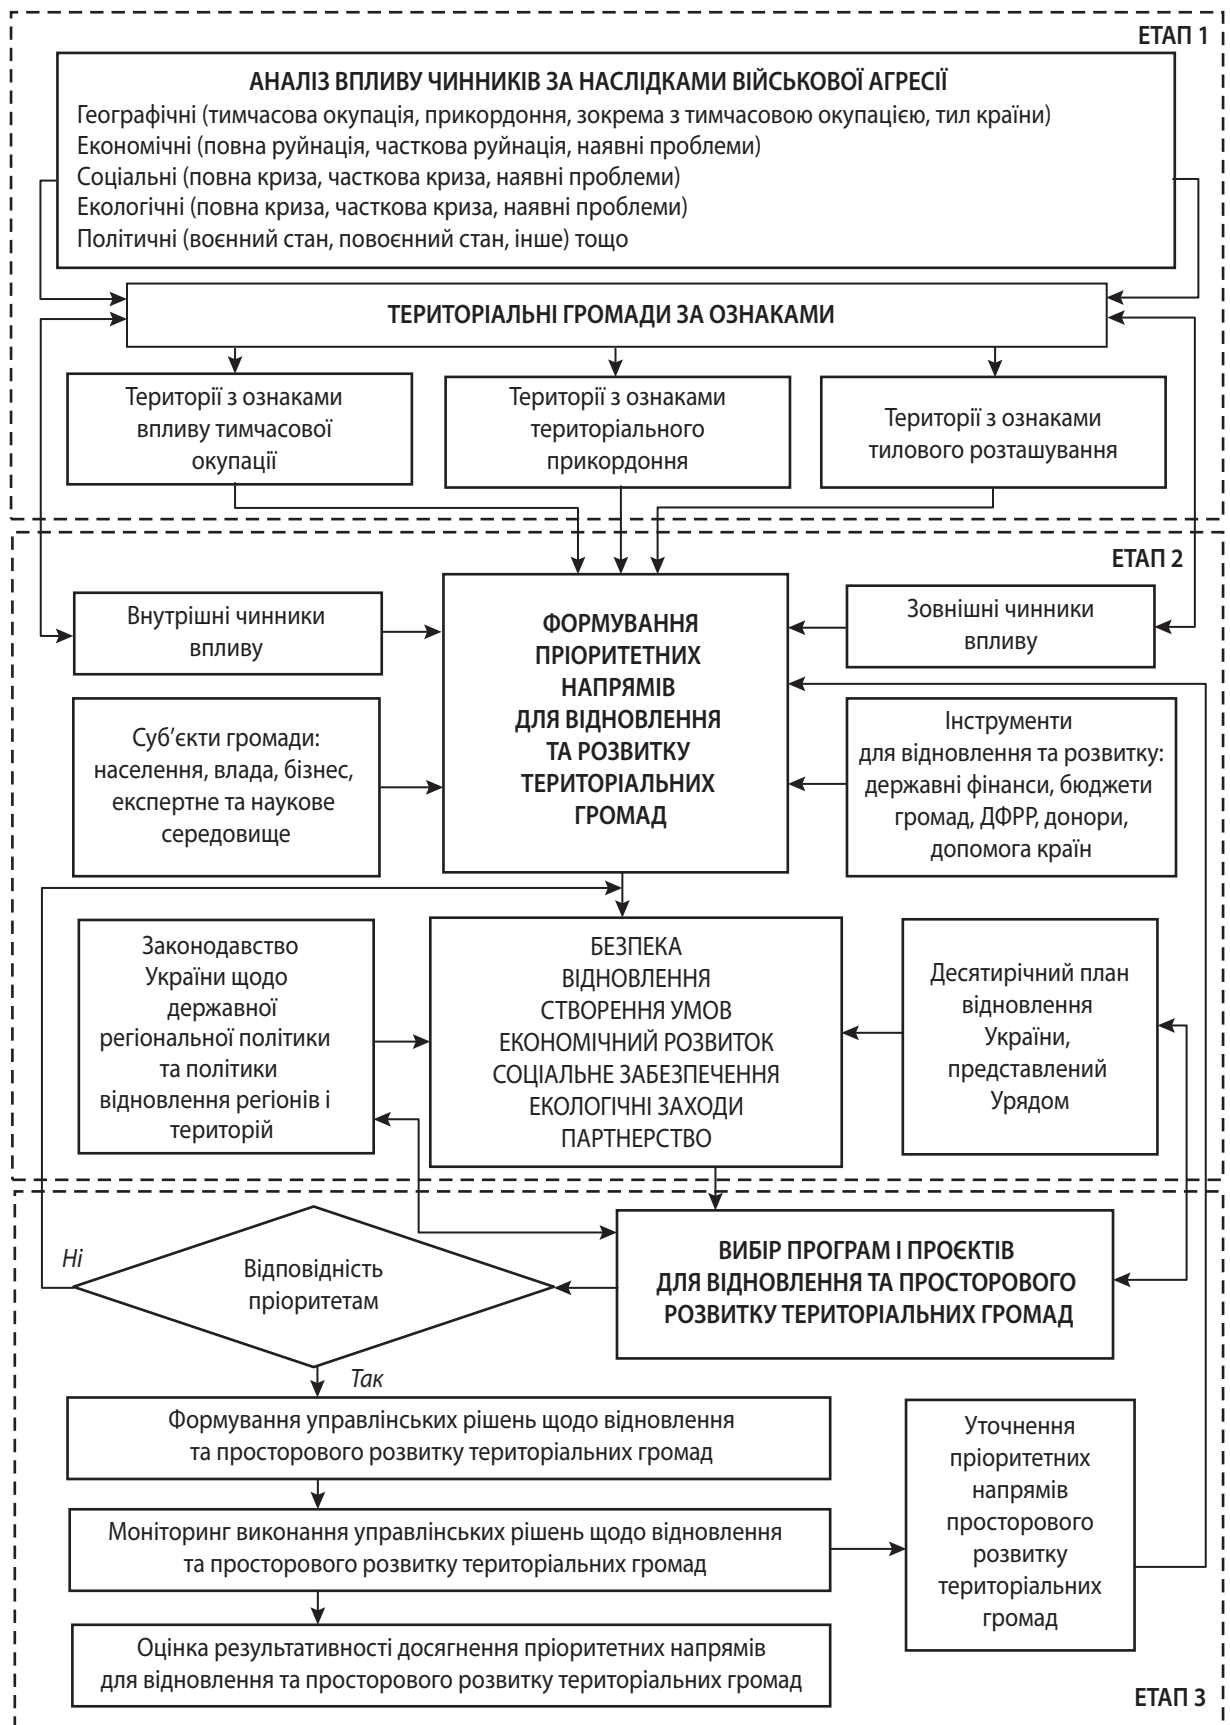 ЕТАП 1
АНАЛІЗ ВПЛИВУ ЧИННИКІВ ЗА НАСЛІДКАМИ ВІЙСЬКОВОЇ АГРЕСІЇ
Географічні (тимчасова окупація, прикордоння, зокрема з тимчасовою окупацією, тил країни)
Економічні (повна руйнація, часткова руйнація, наявні проблеми)
Соціальні (повна криза, часткова криза, наявні проблеми)
Екологічні (повна криза, часткова криза, наявні проблеми)
Політичні (воєнний стан, повоєнний стан, інше) тощо
ТЕРИТОРІАЛЬНІ ГРОМАДИ ЗА ОЗНАКАМИ
Території з ознаками
впливу тимчасової
окупації
Території з ознаками
територіального
прикордоння
Території з ознаками
тилового розташування
ЕТАП 2
Внутрішні чинники
впливу
ФОРМУВАННЯ
ПРІОРИТЕТНИХ
НАПРЯМІВ
ДЛЯ ВІДНОВЛЕННЯ
ТА РОЗВИТКУ
ТЕРИТОРІАЛЬНИХ
ГРОМАД
Зовнішні чинники
впливу
Суб’єкти громади:
населення, влада, бізнес,
експертне та наукове
середовище
Інструменти
для відновлення та розвитку:
державні фінанси, бюджети
громад, ДФРР, донори,
допомога країн
Законодавство
України щодо
державної
регіональної політики
та політики
відновлення регіонів і
територій
БЕЗПЕКА
ВІДНОВЛЕННЯ
СТВОРЕННЯ УМОВ
ЕКОНОМІЧНИЙ РОЗВИТОК
СОЦІАЛЬНЕ ЗАБЕЗПЕЧЕННЯ
ЕКОЛОГІЧНІ ЗАХОДИ
ПАРТНЕРСТВО
Десятирічний план
відновлення
України,
представлений
Урядом
Ні
Відповідність
пріоритетам
ВИБІР ПРОГРАМ І ПРОЄКТІВ
ДЛЯ ВІДНОВЛЕННЯ ТА ПРОСТОРОВОГО
РОЗВИТКУ ТЕРИТОРІАЛЬНИХ ГРОМАД
Так
Формування управлінських рішень щодо відновлення
та просторового розвитку територіальних громад
Моніторинг виконання управлінських рішень щодо відновлення
та просторового розвитку територіальних громад
Уточнення
пріоритетних
напрямів
просторового
розвитку
територіальних
громад
Оцінка результативності досягнення пріоритетних напрямів
для відновлення та просторового розвитку територіальних громад
ЕТАП 3